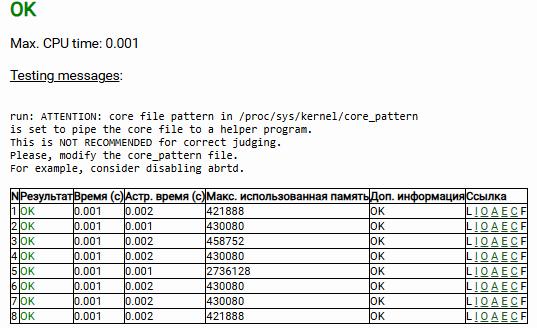 OK
Max. CPU time: 0.001
Testing messages:
run: ATTENTION: core file pattern in /proc/sys/kernel/core_pattern
is set to pipe the core file to a helper program.
This is NOT RECOMMENDED for correct judging.
Please, modify the core_pattern file.
For example, consider disabling abrtd.
N Результат Время (с) Астр. время (с) Макс. использованная память Доп. информация Ссылка
1 OK 0.001 0.002 421888 OK L I O A E C F
2 OK 0.001 0.001 430080 OK L I O A E C F
3 OK 0.001 0.002 458752 OK L I O A E C F
4 OK 0.001 0.002 430080 OK L I O A E C F
5 OK 0.001 0.001 2736128 OK L I O A E C F
6 OK 0.001 0.002 430080 OK L I O A E C F
7 OK 0.001 0.002 430080 OK L I O A E C F
8 OK 0.001 0.002 421888 OK L I O A E C F